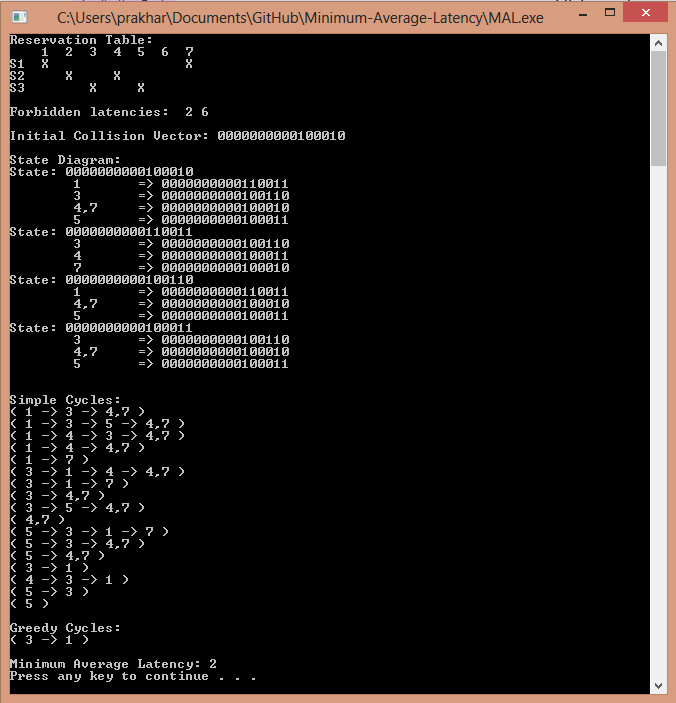 C:\Users\prakhar\Documents\GitHub\Minimum-Average-Latency\MAL.exe
Reservation Table:
    1  2  3  4  5  6  7
S1  X                 X
S2     X     X
S3        X     X

Forbidden latencies:  2 6

Initial Collision Vector: 0000000000100010

State Diagram:
State: 0000000000100010
        1       => 0000000000110011
        3       => 0000000000100110
        4,7     => 0000000000100010
        5       => 0000000000100011
State: 0000000000110011
        3       => 0000000000100110
        4       => 0000000000100011
        7       => 0000000000100010
State: 0000000000100110
        1       => 0000000000110011
        4,7     => 0000000000100010
        5       => 0000000000100011
State: 0000000000100011
        3       => 0000000000100110
        4,7     => 0000000000100010
        5       => 0000000000100011

Simple Cycles:
( 1 -> 3 -> 4,7 )
( 1 -> 3 -> 5 -> 4,7 )
( 1 -> 4 -> 3 -> 4,7 )
( 1 -> 4 -> 4,7 )
( 1 -> 7 )
( 3 -> 1 -> 4 -> 4,7 )
( 3 -> 1 -> 7 )
( 3 -> 4,7 )
( 3 -> 5 -> 4,7 )
( 4,7 )
( 5 -> 3 -> 1 -> 7 )
( 5 -> 3 -> 4,7 )
( 5 -> 4,7 )
( 3 -> 1 )
( 4 -> 3 -> 1 )
( 5 -> 3 )
( 5 )

Greedy Cycles:
( 3 -> 1 )

Minimum Average Latency: 2
Press any key to continue . . .